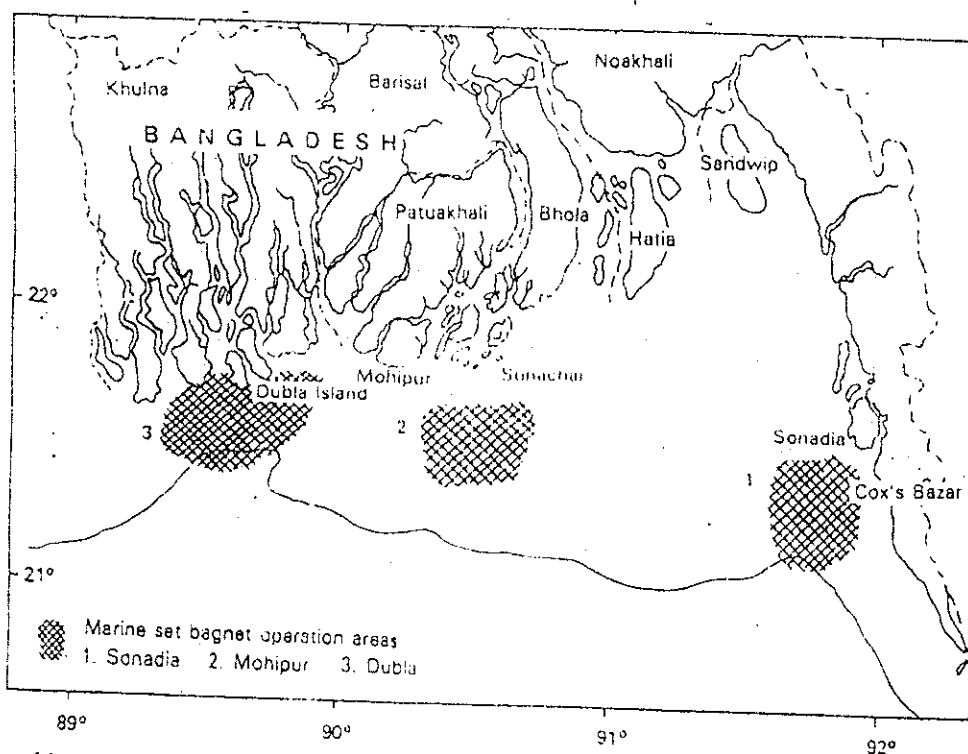 Noakhali
Khulna
Barisal
BANGLADESH
Sandwip
Patuakhali
Bhola
Hatia
22°
Mohipur
Sonachar
Dubla Island
3
2
Sonadia
1
Cox's Bazar
21°
Marine set bagnet operation areas
1. Sonadia 2. Mohipur 3. Dubla
89°
90°
91°
92°